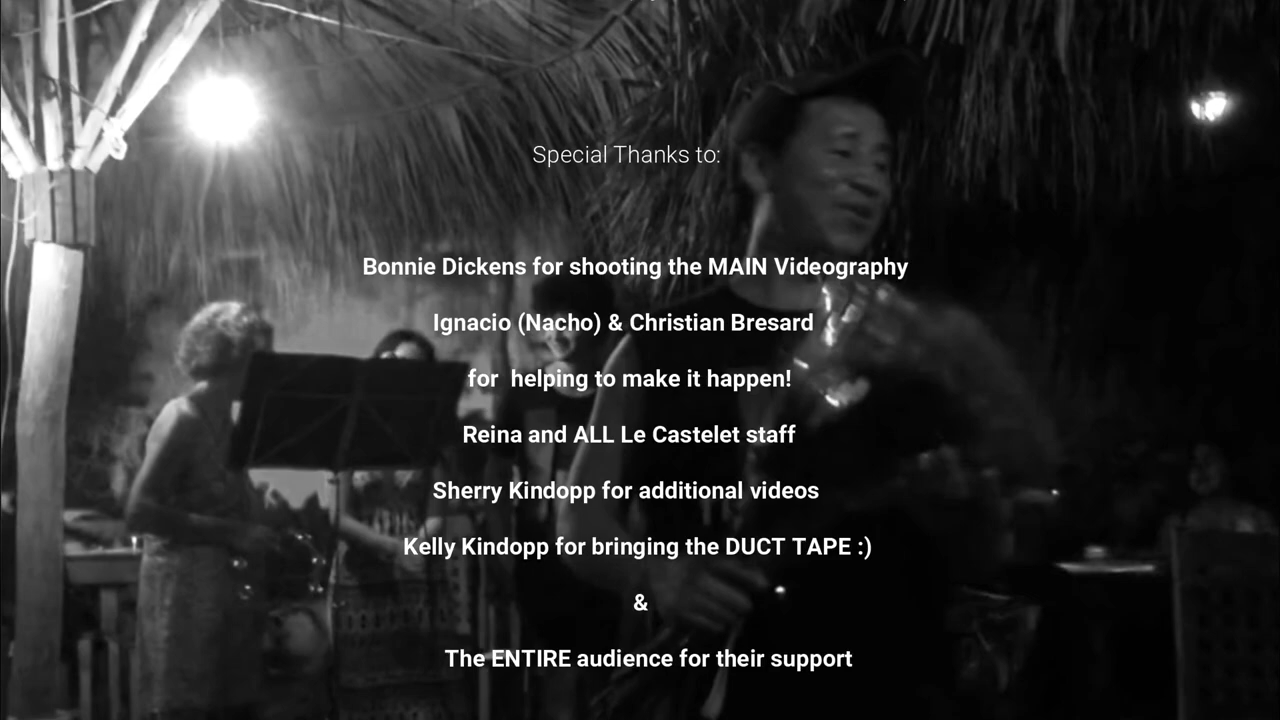 Special Thanks to:
Bonnie Dickens for shooting the MAIN Videography
Ignacio (Nacho) & Christian Bresard
for  helping to make it happen!
Reina and ALL Le Castelet staff
Sherry Kindopp for additional videos
Kelly Kindopp for bringing the DUCT TAPE :)
&
The ENTIRE audience for their support